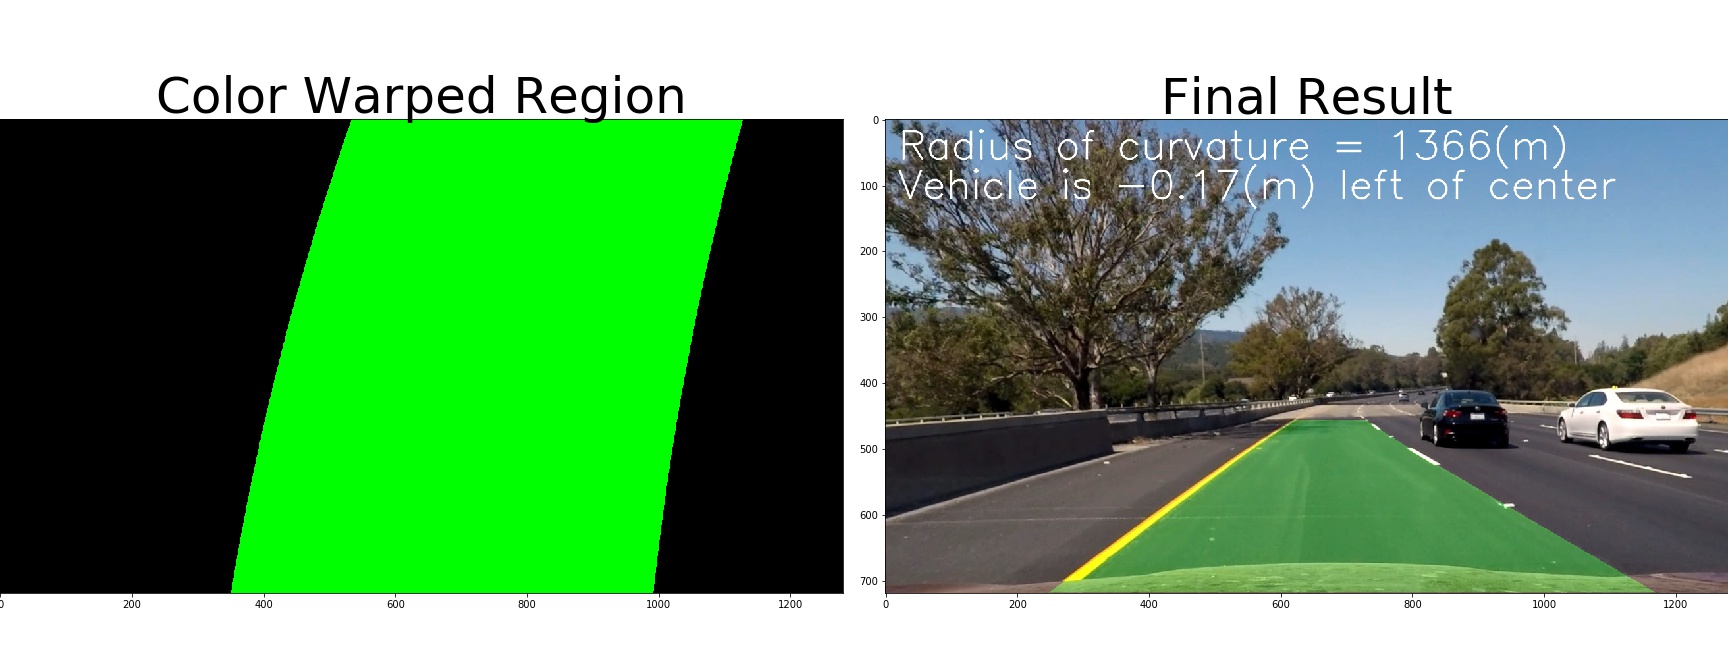 Color Warped Region
Final Result
Radius of curvature = 1366(m)
Vehicle is -0.17(m) left of center
0
100
200
300
400
500
600
700
0 200 400 600 800 1000 1200
0 200 400 600 800 1000 1200